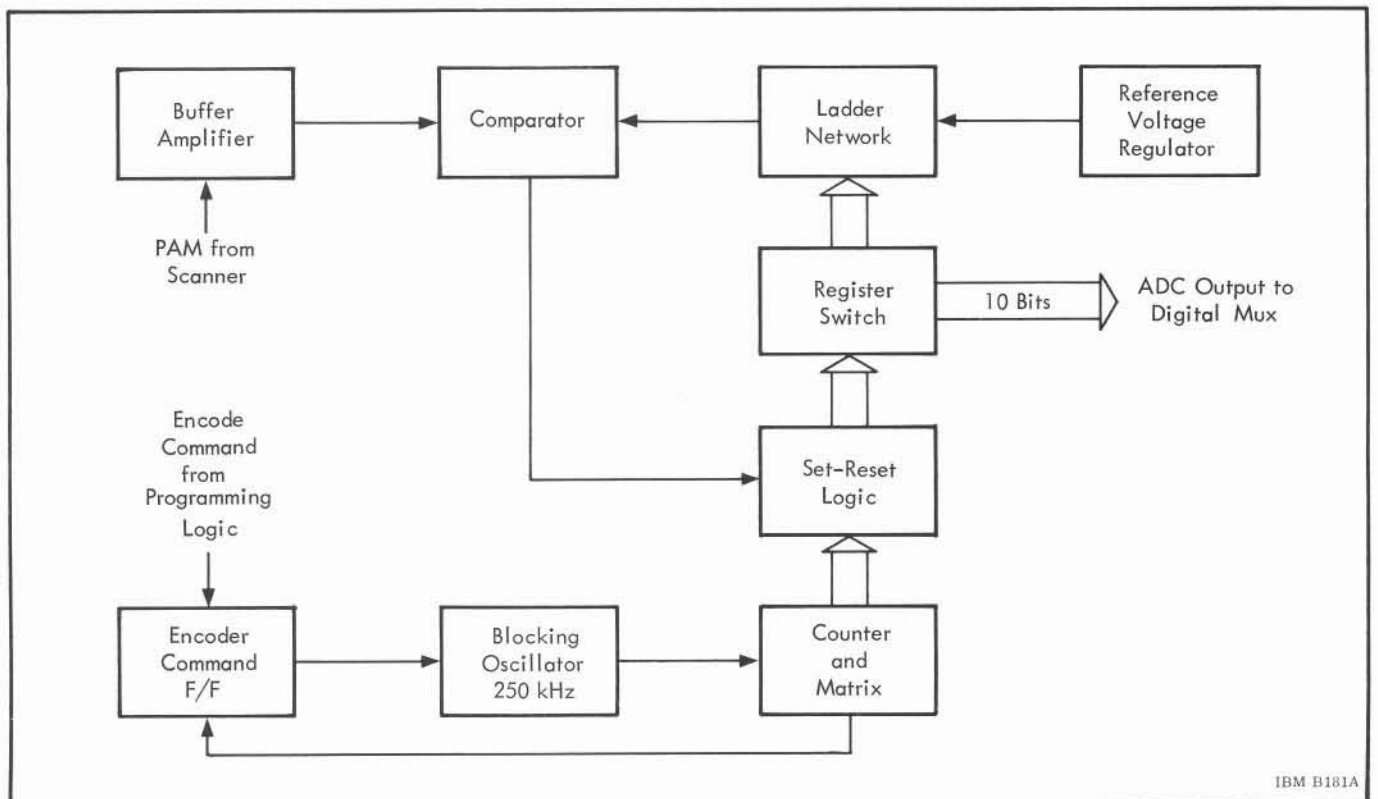 Buffer
Amplifier
Comparator
Ladder
Network
Reference
Voltage
Regulator
PAM from
Scanner
Register
Switch
10 Bits
ADC Output to
Digital Mux
Encode
Command
from
Programming
Logic
Set-Reset
Logic
Encoder
Command
F/F
Blocking
Oscillator
250 kHz
Counter
and
Matrix
IBM B181A